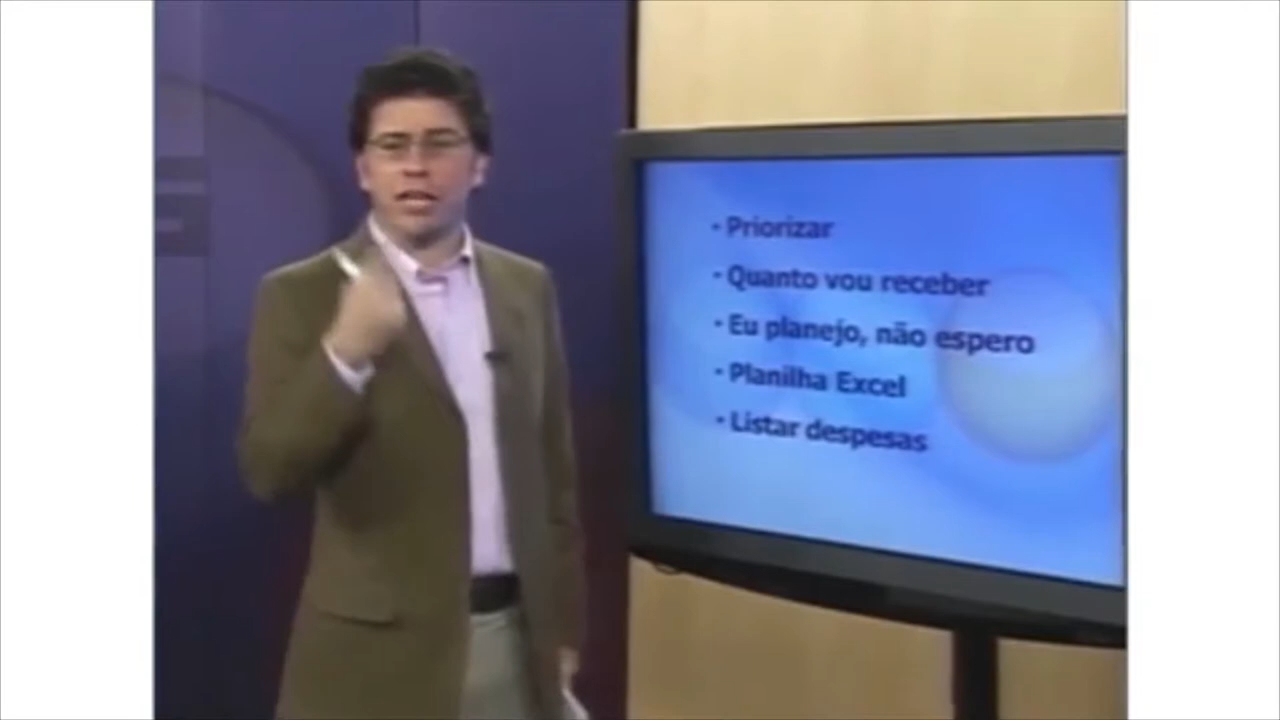 - Priorizar
- Quanto vou receber
- Eu planejo, não espero
- Planilha Excel
- Listar despesas